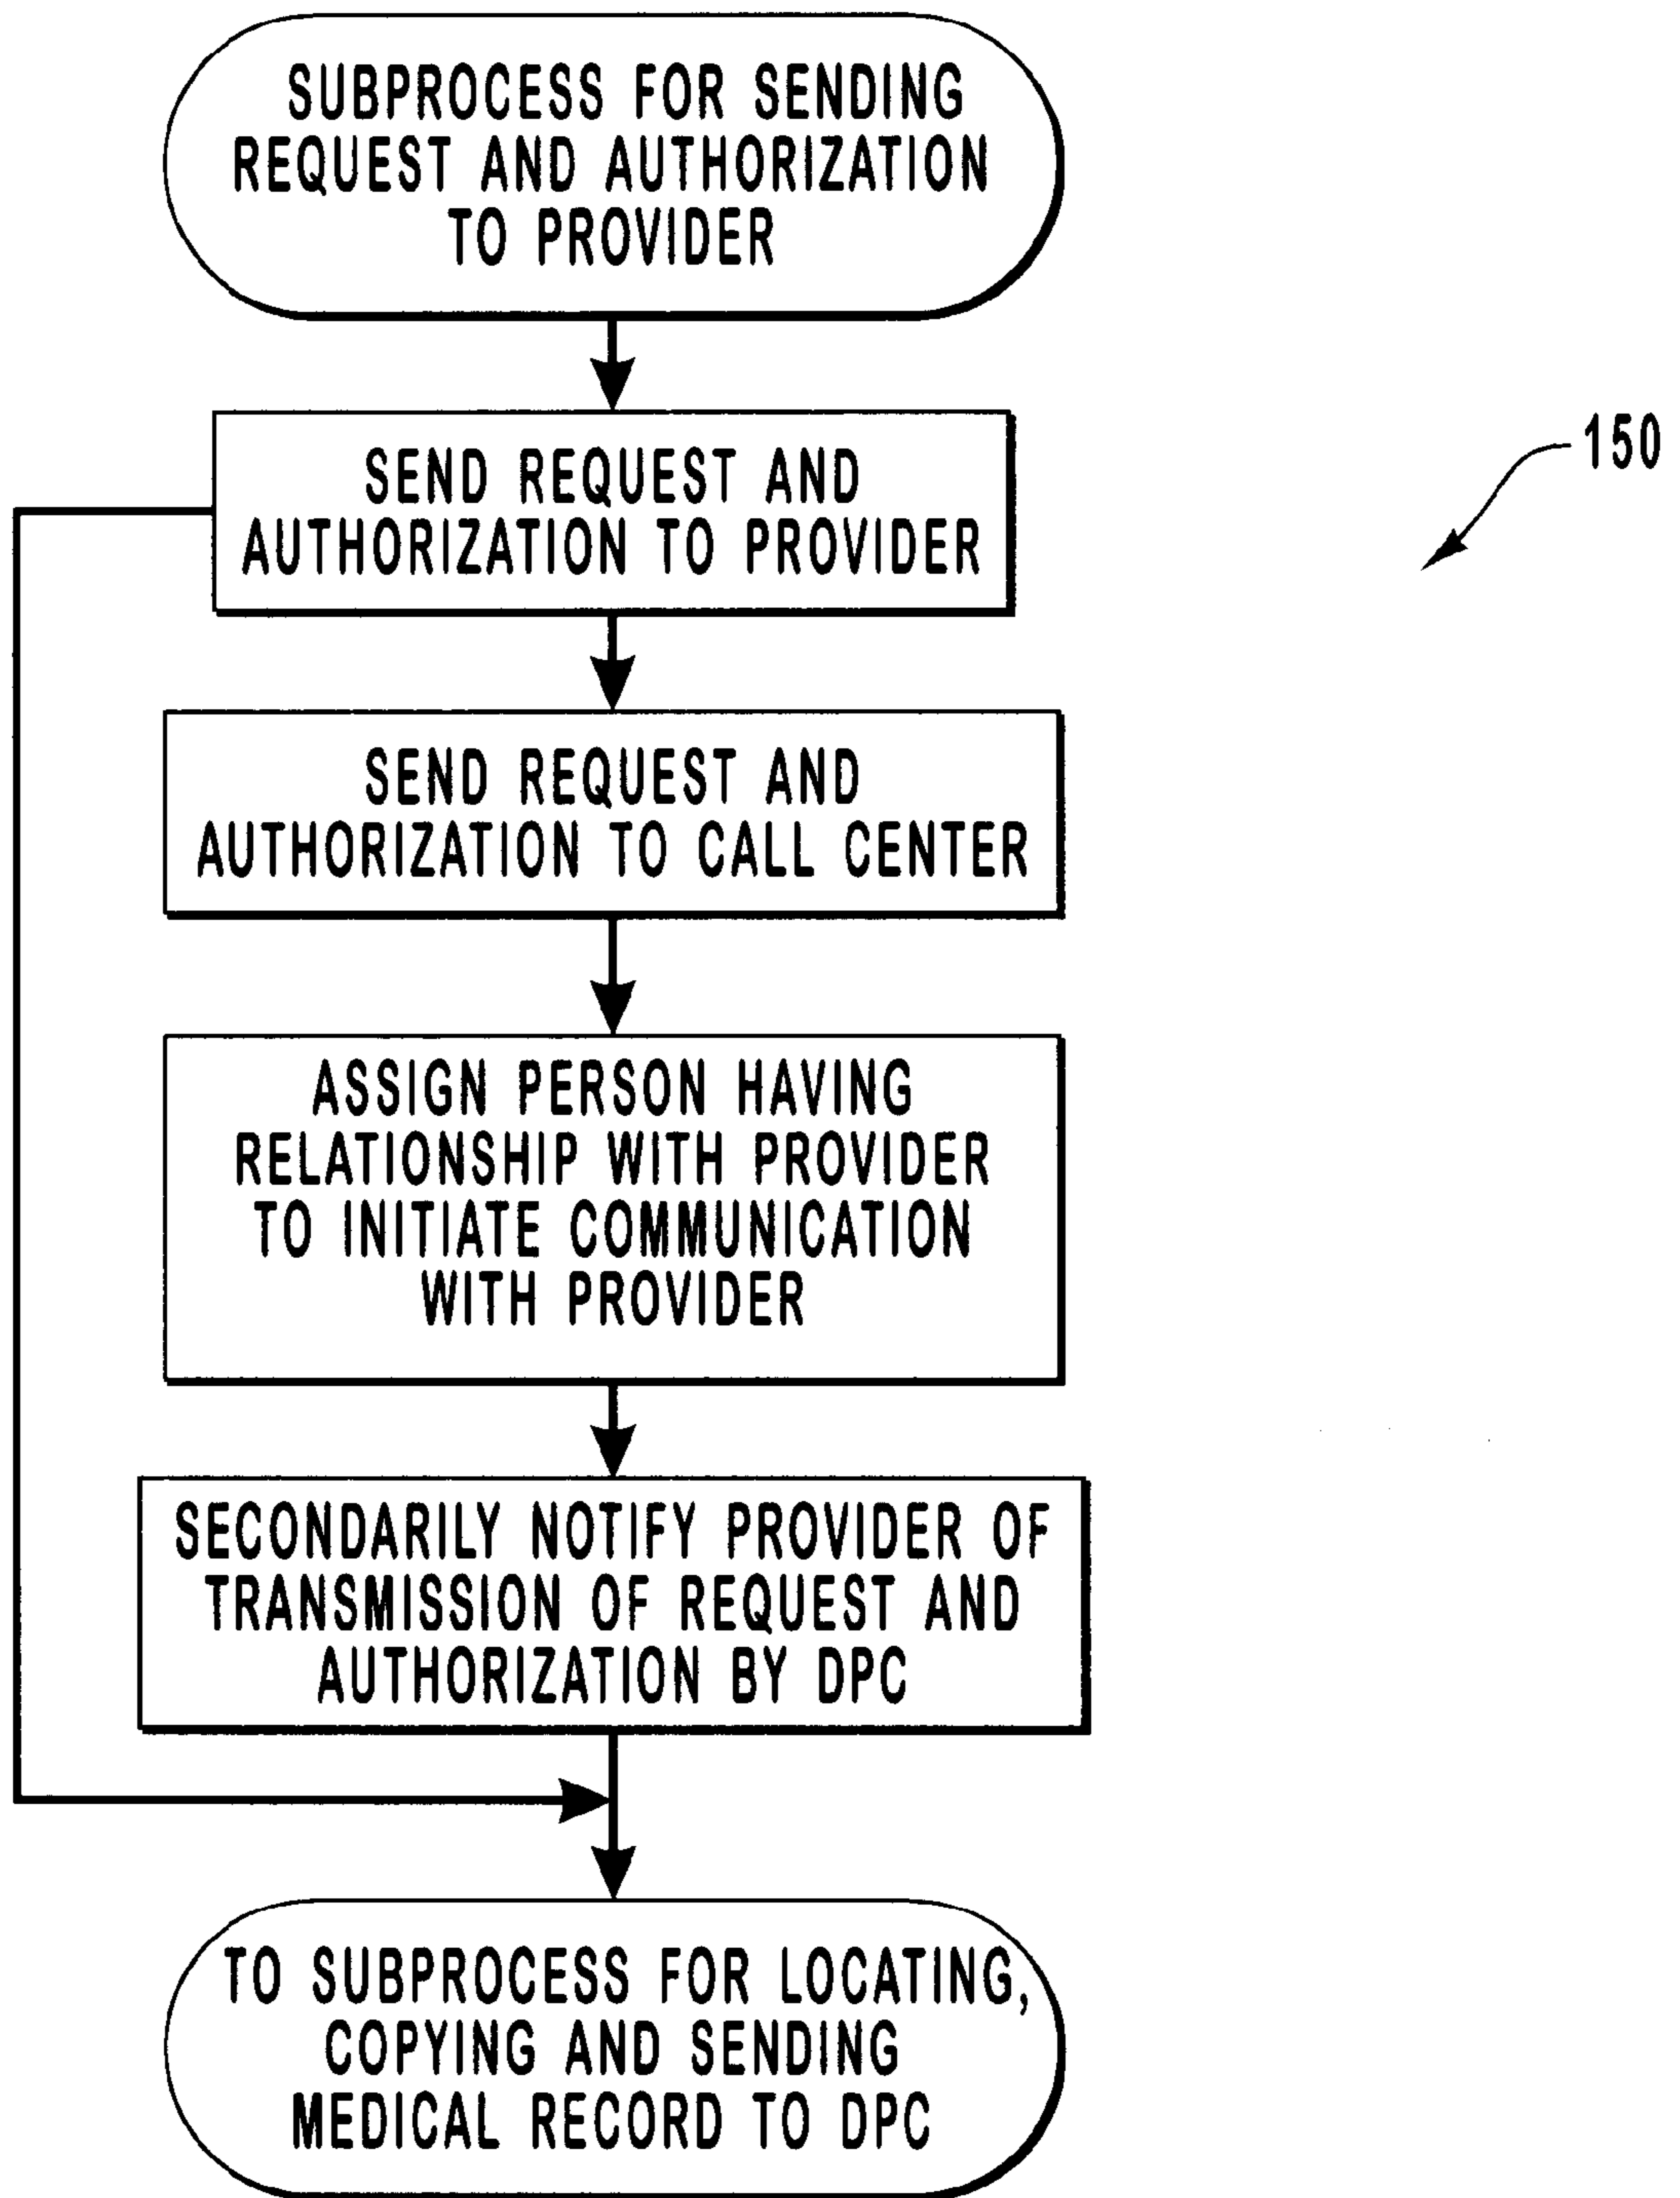 SUBPROCESS FOR SENDING
REQUEST AND AUTHORIZATION
TO PROVIDER
SEND REQUEST AND
AUTHORIZATION TO PROVIDER
150
SEND REQUEST AND
AUTHORIZATION TO CALL CENTER
ASSIGN PERSON HAVING
RELATIONSHIP WITH PROVIDER
TO INITIATE COMMUNICATION
WITH PROVIDER
SECONDARILY NOTIFY PROVIDER OF
TRANSMISSION OF REQUEST AND
AUTHORIZATION BY DPC
TO SUBPROCESS FOR LOCATING,
COPYING AND SENDING
MEDICAL RECORD TO DPC